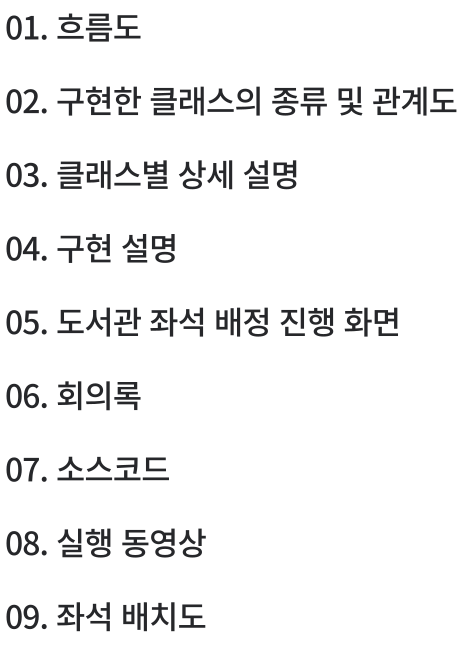 01. 흐름도
02. 구현한 클래스의 종류 및 관계도
03. 클래스별 상세 설명
04. 구현 설명
05. 도서관 좌석 배정 진행 화면
06. 회의록
07. 소스코드
08. 실행 동영상
09. 좌석 배치도